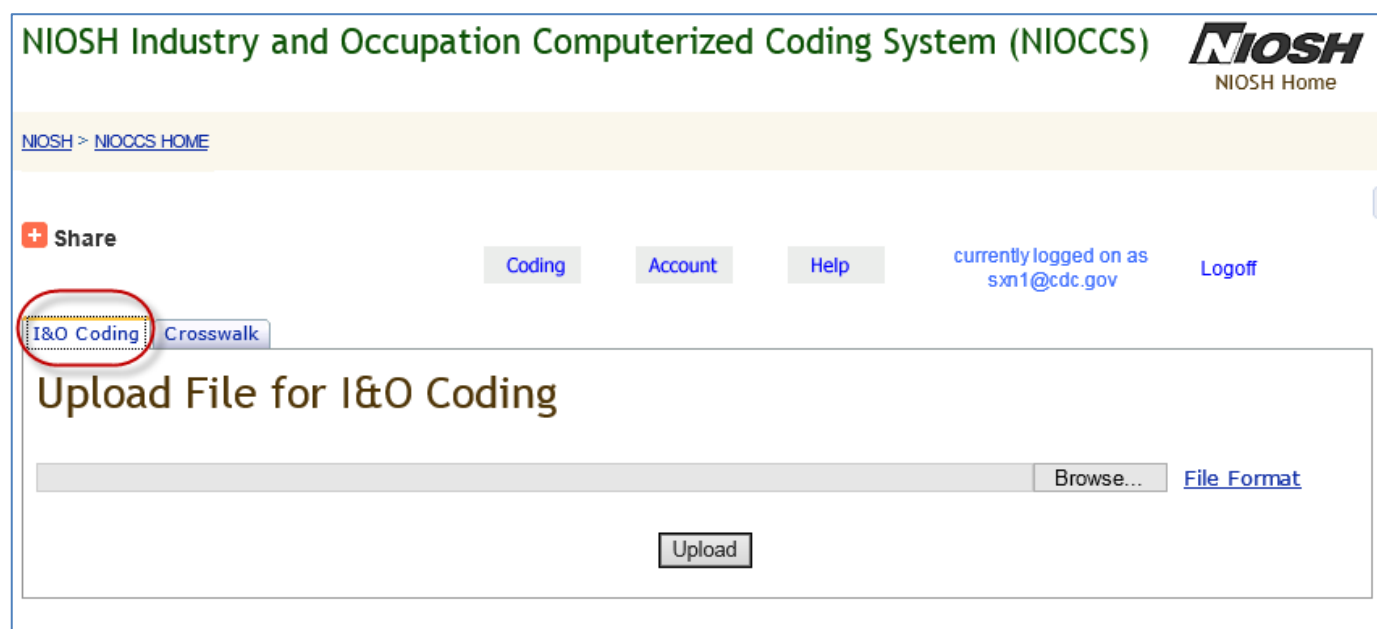 NIOSH Industry and Occupation Computerized Coding System (NIOCCS)
NIOSH
NIOSH Home
NIOSH > NIOCCS HOME
Share
Coding
Account
Help
currently logged on as
sxn1@cdc.gov
Logoff
I&O Coding
Crosswalk
Upload File for I&O Coding
Browse...
File Format
Upload